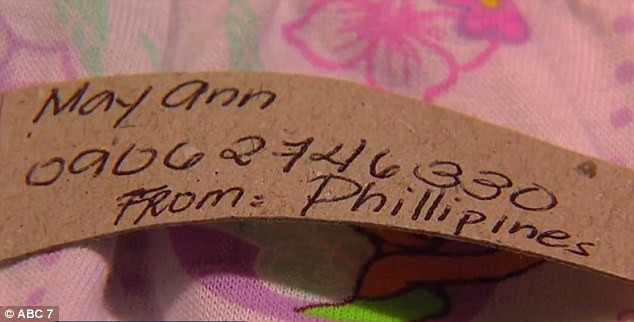 May ann
09062746330
From: Phillipines
© ABC 7